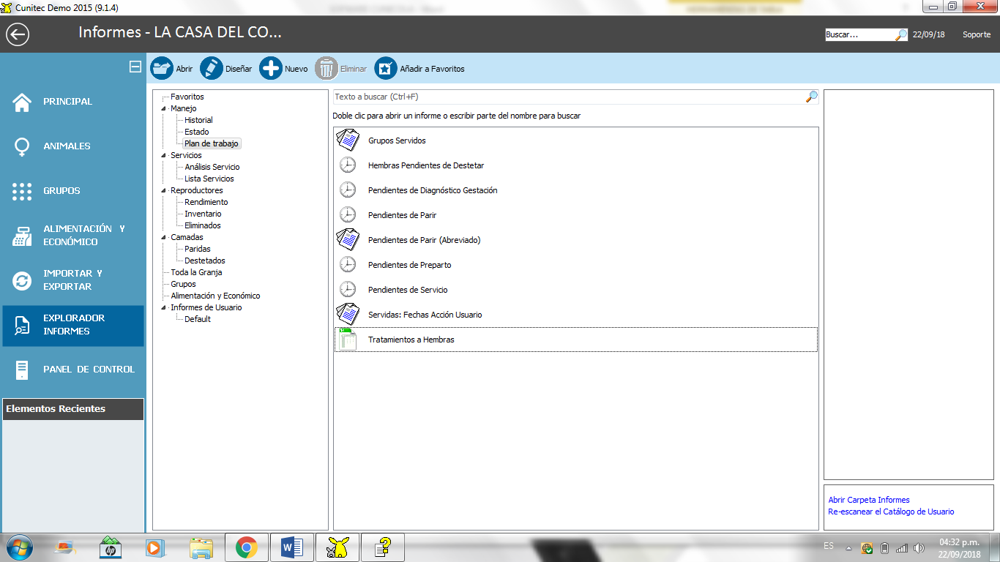 Cunitec Demo 2015 (9.1.4)
Informes - LA CASA DEL CO...
Buscar...
22/09/18
Soporte
Abrir
Diseñar
Nuevo
Eliminar
Añadir a Favoritos
PRINCIPAL
ANIMALES
GRUPOS
ALIMENTACIÓN Y
ECONÓMICO
IMPORTAR Y
EXPORTAR
EXPLORADOR
INFORMES
PANEL DE CONTROL
Elementos Recientes
Favoritos
Manejo
Historial
Estado
Plan de trabajo
Servicios
Análisis Servicio
Lista Servicios
Reproductores
Rendimiento
Inventario
Eliminados
Camadas
Paridas
Destetados
Toda la Granja
Grupos
Alimentación y Económico
Informes de Usuario
Default
Texto a buscar (Ctrl+F)
Doble clic para abrir un informe o escribir parte del nombre para buscar
Grupos Servidos
Hembras Pendientes de Destetar
Pendientes de Diagnóstico Gestación
Pendientes de Parir
Pendientes de Parir (Abreviado)
Pendientes de Preparto
Pendientes de Servicio
Servidas: Fechas Acción Usuario
Tratamientos a Hembras
Abrir Carpeta Informes
Re-escanear el Catálogo de Usuario
ES
04:32 p.m.
22/09/2018